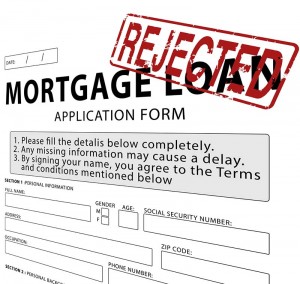 REJECTED
DATE: / /
MORTGAGE LOAN
APPLICATION FORM
1. Please fill the details below completely.
2. Any missing information may cause a delay.
3. By signing your name, you agree to the Terms
and conditions mentioned below
SECTION 1 : PERSONAL INFORMATION
FULL NAME:
GENDER
M
F
AGE:
SOCIAL SECURITY NUMBER:
ADDRESS:
ZIP CODE:
OCCUPATION:
PHONE NUMBER:
SECTION 2 : PERSONAL BACKG